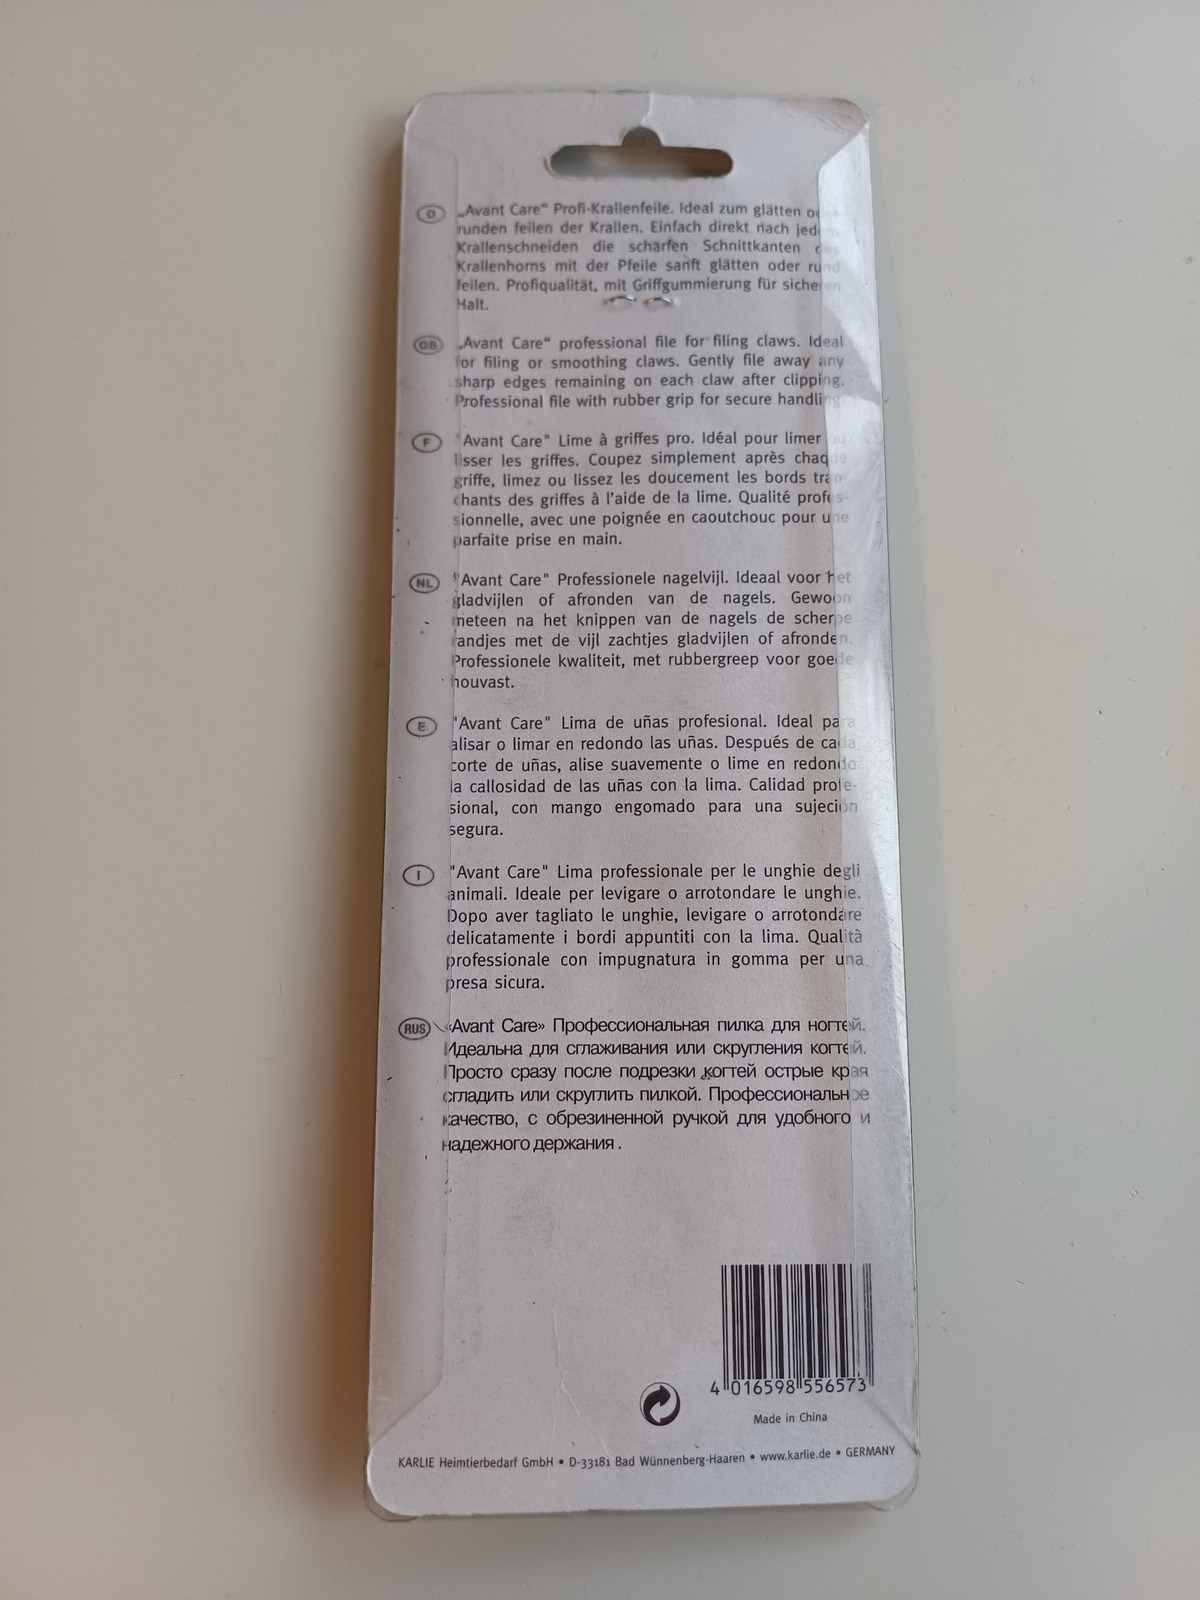 D
„Avant Care“ Profi-Krallenfeile. Ideal zum glätten oder
runden feilen der Krallen. Einfach direkt nach jedem
Krallenschneiden die scharfen Schnittkanten des
Krallenhorns mit der Pfeile sanft glätten oder rund
feilen. Profiqualität, mit Griffgummierung für sicheren
Halt.
GB
„Avant Care“ professional file for filing claws. Ideal
for filing or smoothing claws. Gently file away any
sharp edges remaining on each claw after clipping.
Professional file with rubber grip for secure handling.
F
"Avant Care" Lime à griffes pro. Idéal pour limer ou
lisser les griffes. Coupez simplement après chaque
griffe, limez ou lissez les doucement les bords tran-
chants des griffes à l'aide de la lime. Qualité profes-
sionnelle, avec une poignée en caoutchouc pour une
parfaite prise en main.
NL
"Avant Care" Professionele nagelvijl. Ideaal voor het
gladvijlen of afronden van de nagels. Gewoon
meteen na het knippen van de nagels de scherpe
randjes met de vijl zachtjes gladvijlen of afronden.
Professionele kwaliteit, met rubbergreep voor goede
houvast.
E
"Avant Care" Lima de uñas profesional. Ideal para
alisar o limar en redondo las uñas. Después de cada
corte de uñas, alise suavemente o lime en redondo
la callosidad de las uñas con la lima. Calidad profe-
sional, con mango engomado para una sujeción
segura.
I
"Avant Care" Lima professionale per le unghie degli
animali. Ideale per levigare o arrotondare le unghie.
Dopo aver tagliato le unghie, levigare o arrotondare
delicatamente i bordi appuntiti con la lima. Qualità
professionale con impugnatura in gomma per una
presa sicura.
RUS
«Avant Care» Профессиональная пилка для ногтей.
Идеальна для сглаживания или скругления когтей.
Просто сразу после подрезки когтей острые края
сгладить или скруглить пилкой. Профессиональное
качество, с обрезиненной ручкой для удобного и
надежного держания .
4 016598 556573
Made in China
KARLIE Heimtierbedarf GmbH • D-33181 Bad Wünnenberg-Haaren • www.karlie.de • GERMANY